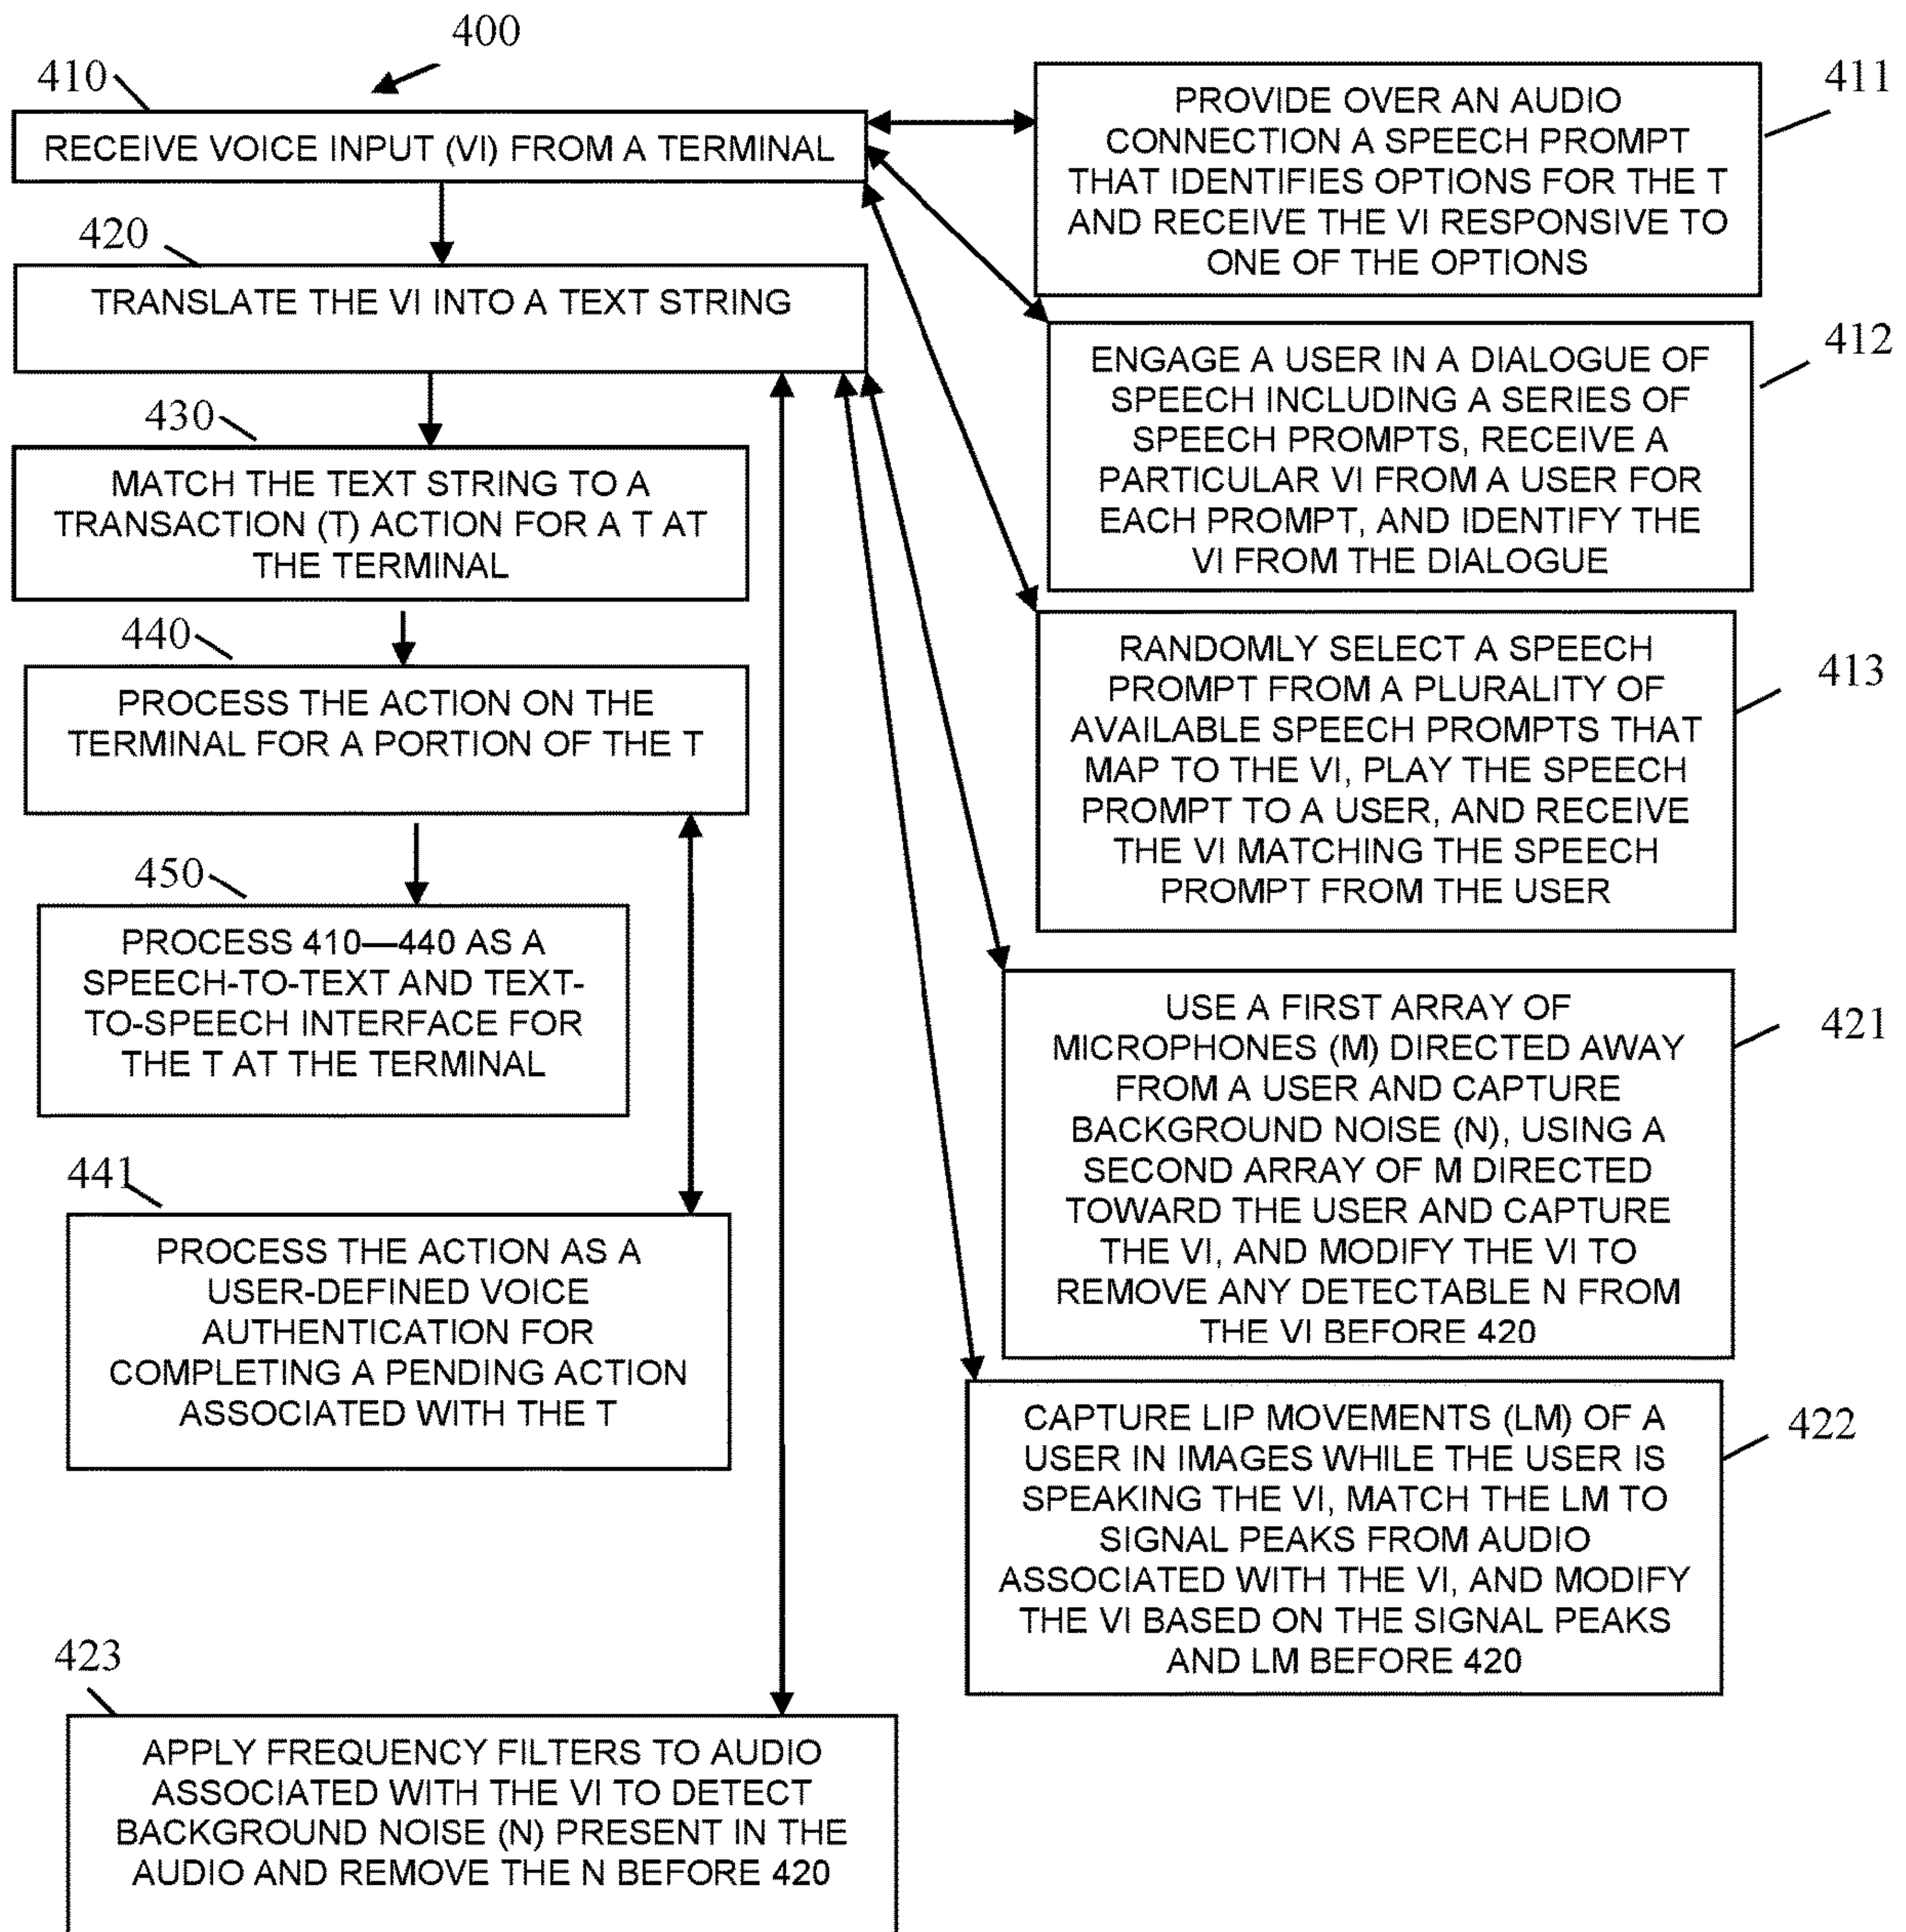 400
410
RECEIVE VOICE INPUT (VI) FROM A TERMINAL
420
TRANSLATE THE VI INTO A TEXT STRING
430
MATCH THE TEXT STRING TO A
TRANSACTION (T) ACTION FOR A T AT
THE TERMINAL
440
PROCESS THE ACTION ON THE
TERMINAL FOR A PORTION OF THE T
450
PROCESS 410—440 AS A
SPEECH-TO-TEXT AND TEXT-
TO-SPEECH INTERFACE FOR
THE T AT THE TERMINAL
441
PROCESS THE ACTION AS A
USER-DEFINED VOICE
AUTHENTICATION FOR
COMPLETING A PENDING ACTION
ASSOCIATED WITH THE T
423
APPLY FREQUENCY FILTERS TO AUDIO
ASSOCIATED WITH THE VI TO DETECT
BACKGROUND NOISE (N) PRESENT IN THE
AUDIO AND REMOVE THE N BEFORE 420
411
PROVIDE OVER AN AUDIO
CONNECTION A SPEECH PROMPT
THAT IDENTIFIES OPTIONS FOR THE T
AND RECEIVE THE VI RESPONSIVE TO
ONE OF THE OPTIONS
412
ENGAGE A USER IN A DIALOGUE OF
SPEECH INCLUDING A SERIES OF
SPEECH PROMPTS, RECEIVE A
PARTICULAR VI FROM A USER FOR
EACH PROMPT, AND IDENTIFY THE
VI FROM THE DIALOGUE
413
RANDOMLY SELECT A SPEECH
PROMPT FROM A PLURALITY OF
AVAILABLE SPEECH PROMPTS THAT
MAP TO THE VI, PLAY THE SPEECH
PROMPT TO A USER, AND RECEIVE
THE VI MATCHING THE SPEECH
PROMPT FROM THE USER
421
USE A FIRST ARRAY OF
MICROPHONES (M) DIRECTED AWAY
FROM A USER AND CAPTURE
BACKGROUND NOISE (N), USING A
SECOND ARRAY OF M DIRECTED
TOWARD THE USER AND CAPTURE
THE VI, AND MODIFY THE VI TO
REMOVE ANY DETECTABLE N FROM
THE VI BEFORE 420
422
CAPTURE LIP MOVEMENTS (LM) OF A
USER IN IMAGES WHILE THE USER IS
SPEAKING THE VI, MATCH THE LM TO
SIGNAL PEAKS FROM AUDIO
ASSOCIATED WITH THE VI, AND MODIFY
THE VI BASED ON THE SIGNAL PEAKS
AND LM BEFORE 420